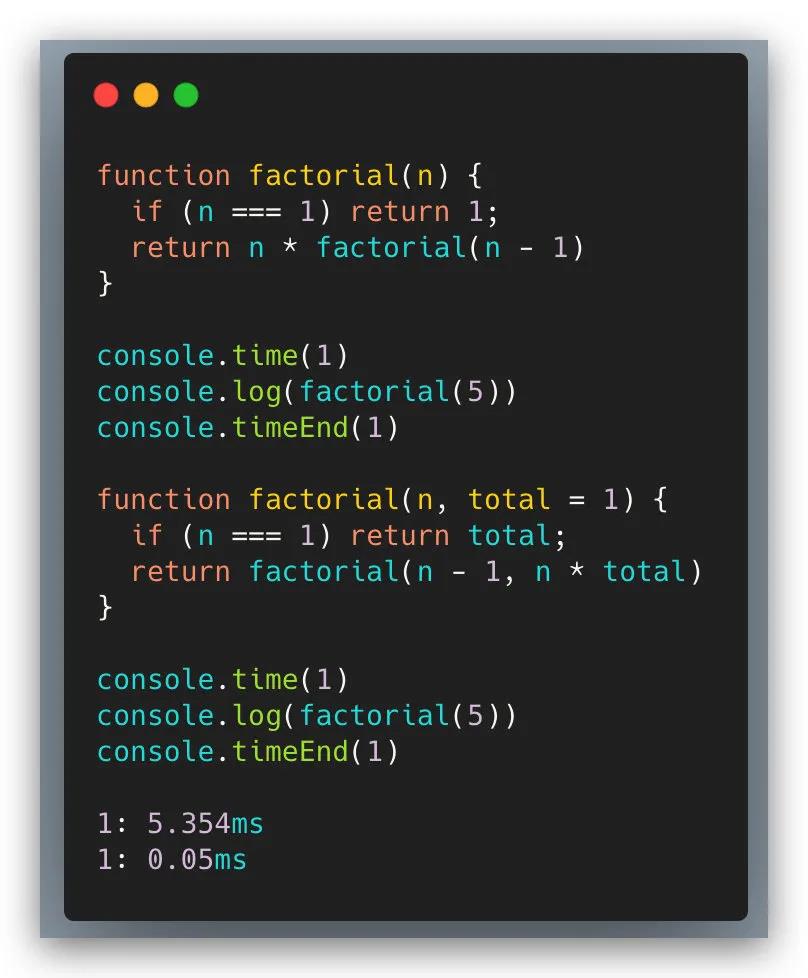 function factorial(n) {
  if (n === 1) return 1;
  return n * factorial(n - 1)
}

console.time(1)
console.log(factorial(5))
console.timeEnd(1)

function factorial(n, total = 1) {
  if (n === 1) return total;
  return factorial(n - 1, n * total)
}

console.time(1)
console.log(factorial(5))
console.timeEnd(1)

1: 5.354ms
1: 0.05ms